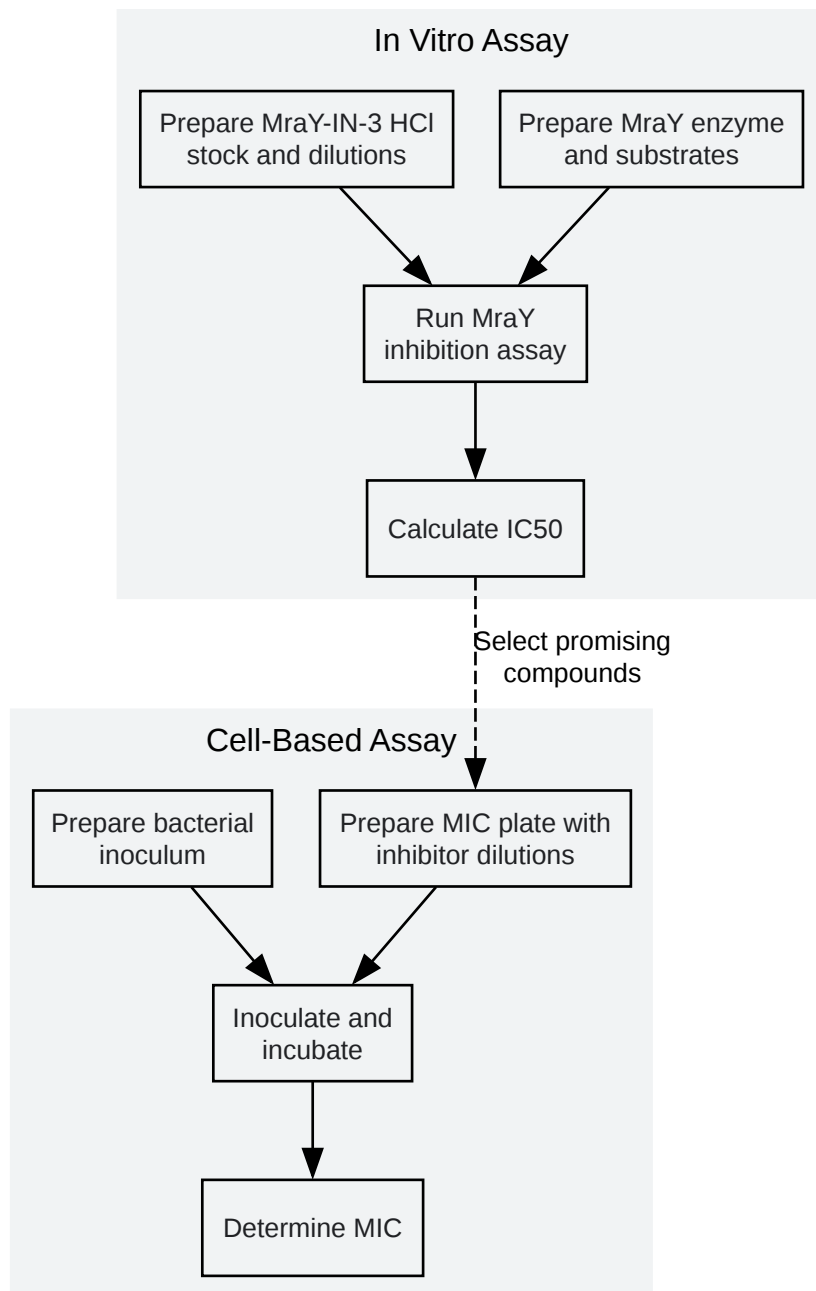 In Vitro Assay
Prepare MraY-IN-3 HCl
stock and dilutions
Prepare MraY enzyme
and substrates
Run MraY
inhibition assay
Calculate IC50
Select promising
compounds
Cell-Based Assay
Prepare bacterial
inoculum
Prepare MIC plate with
inhibitor dilutions
Inoculate and
incubate
Determine MIC